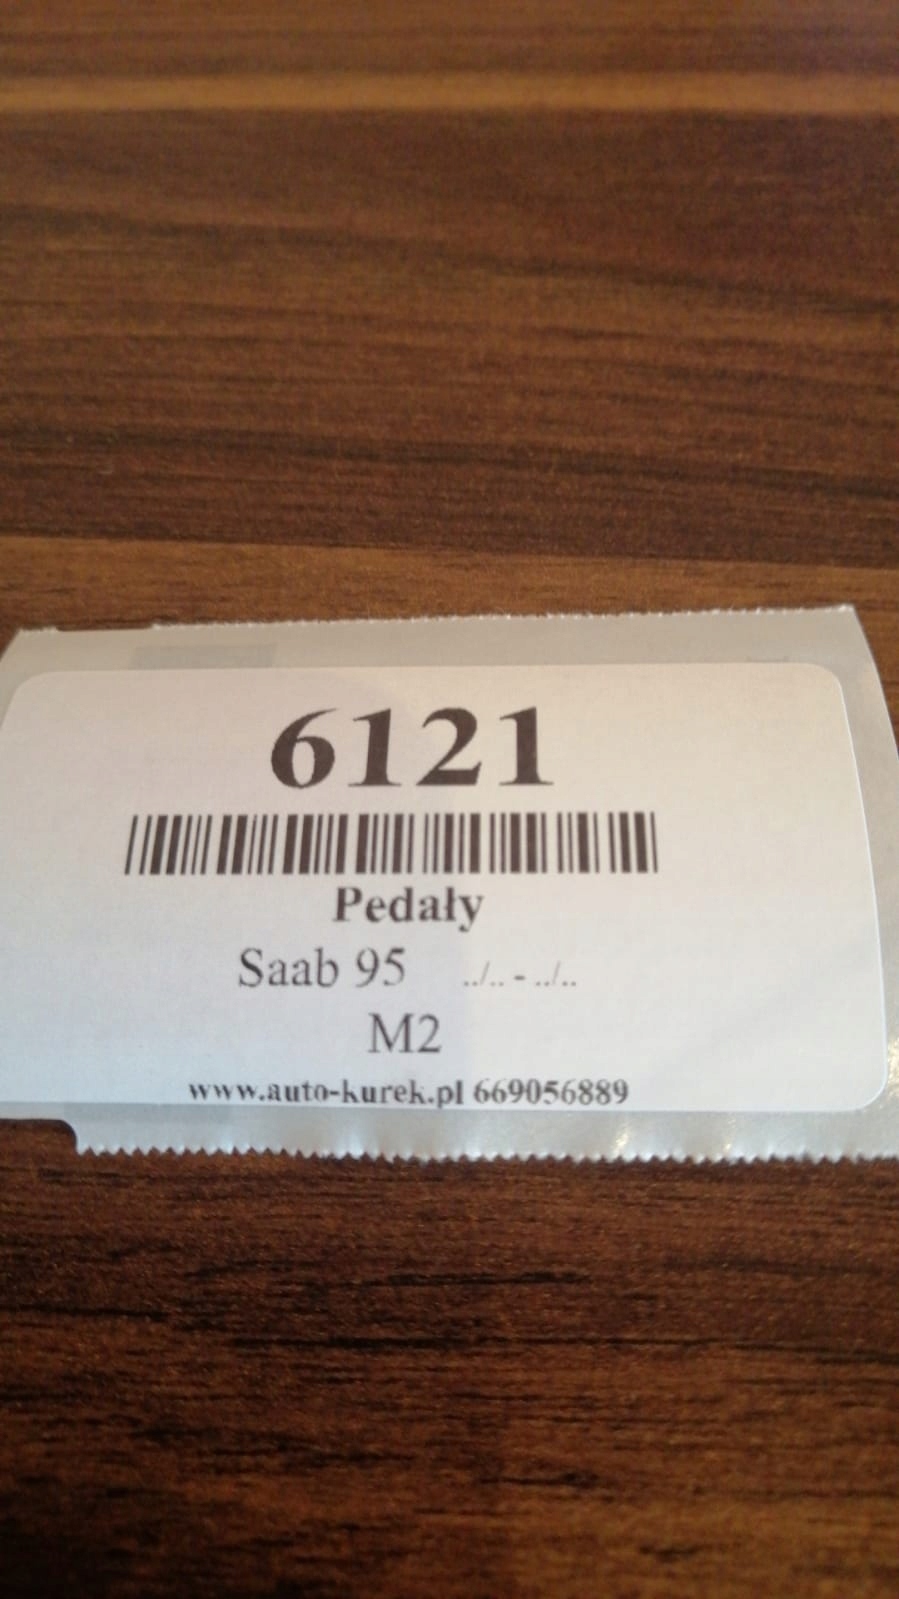 6121
Pedały
Saab 95 ../.. - ../..
M2
www.auto-kurek.pl 669056889